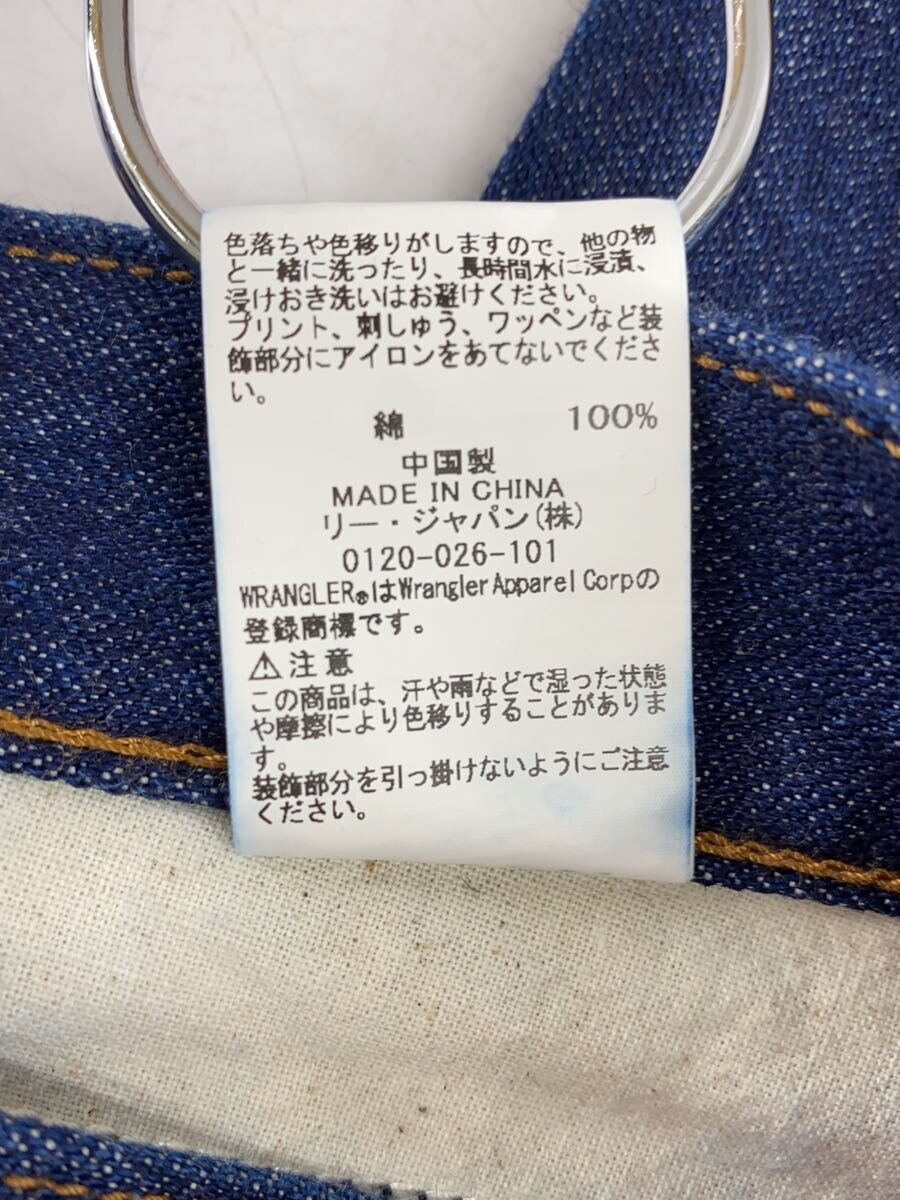 色落ちや色移りがしますので、他の物
と一緒に洗ったり、長時間水に浸漬、
浸けおき洗いはお避けください。
プリント、刺しゅう、ワッペンなど装
飾部分にアイロンをあてないでくださ
い。
綿 100%
中国製
MADE IN CHINA
リー・ジャパン(株)
0120-026-101
WRANGLER®はWrangler Apparel Corpの
登録商標です。
⚠注意
この商品は、汗や雨などで湿った状態
や摩擦により色移りすることがありま
す。
装飾部分を引っ掛けないようにご注意
ください。